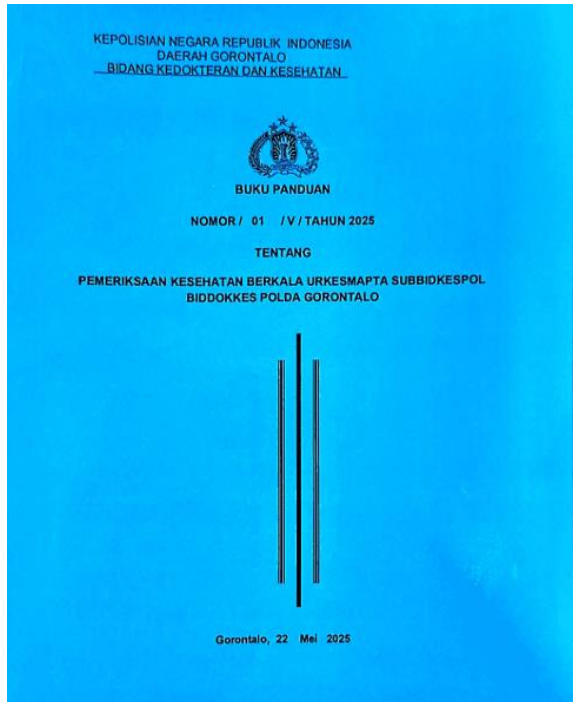 KEPOLISIAN NEGARA REPUBLIK INDONESIA
DAERAH GORONTALO
BIDANG KEDOKTERAN DAN KESEHATAN
BUKU PANDUAN
NOMOR / 01 / V / TAHUN 2025
TENTANG
PEMERIKSAAN KESEHATAN BERKALA URKESMAPTA SUBBIDKESPOL
BIDDOKKES POLDA GORONTALO
Gorontalo, 22 Mei 2025